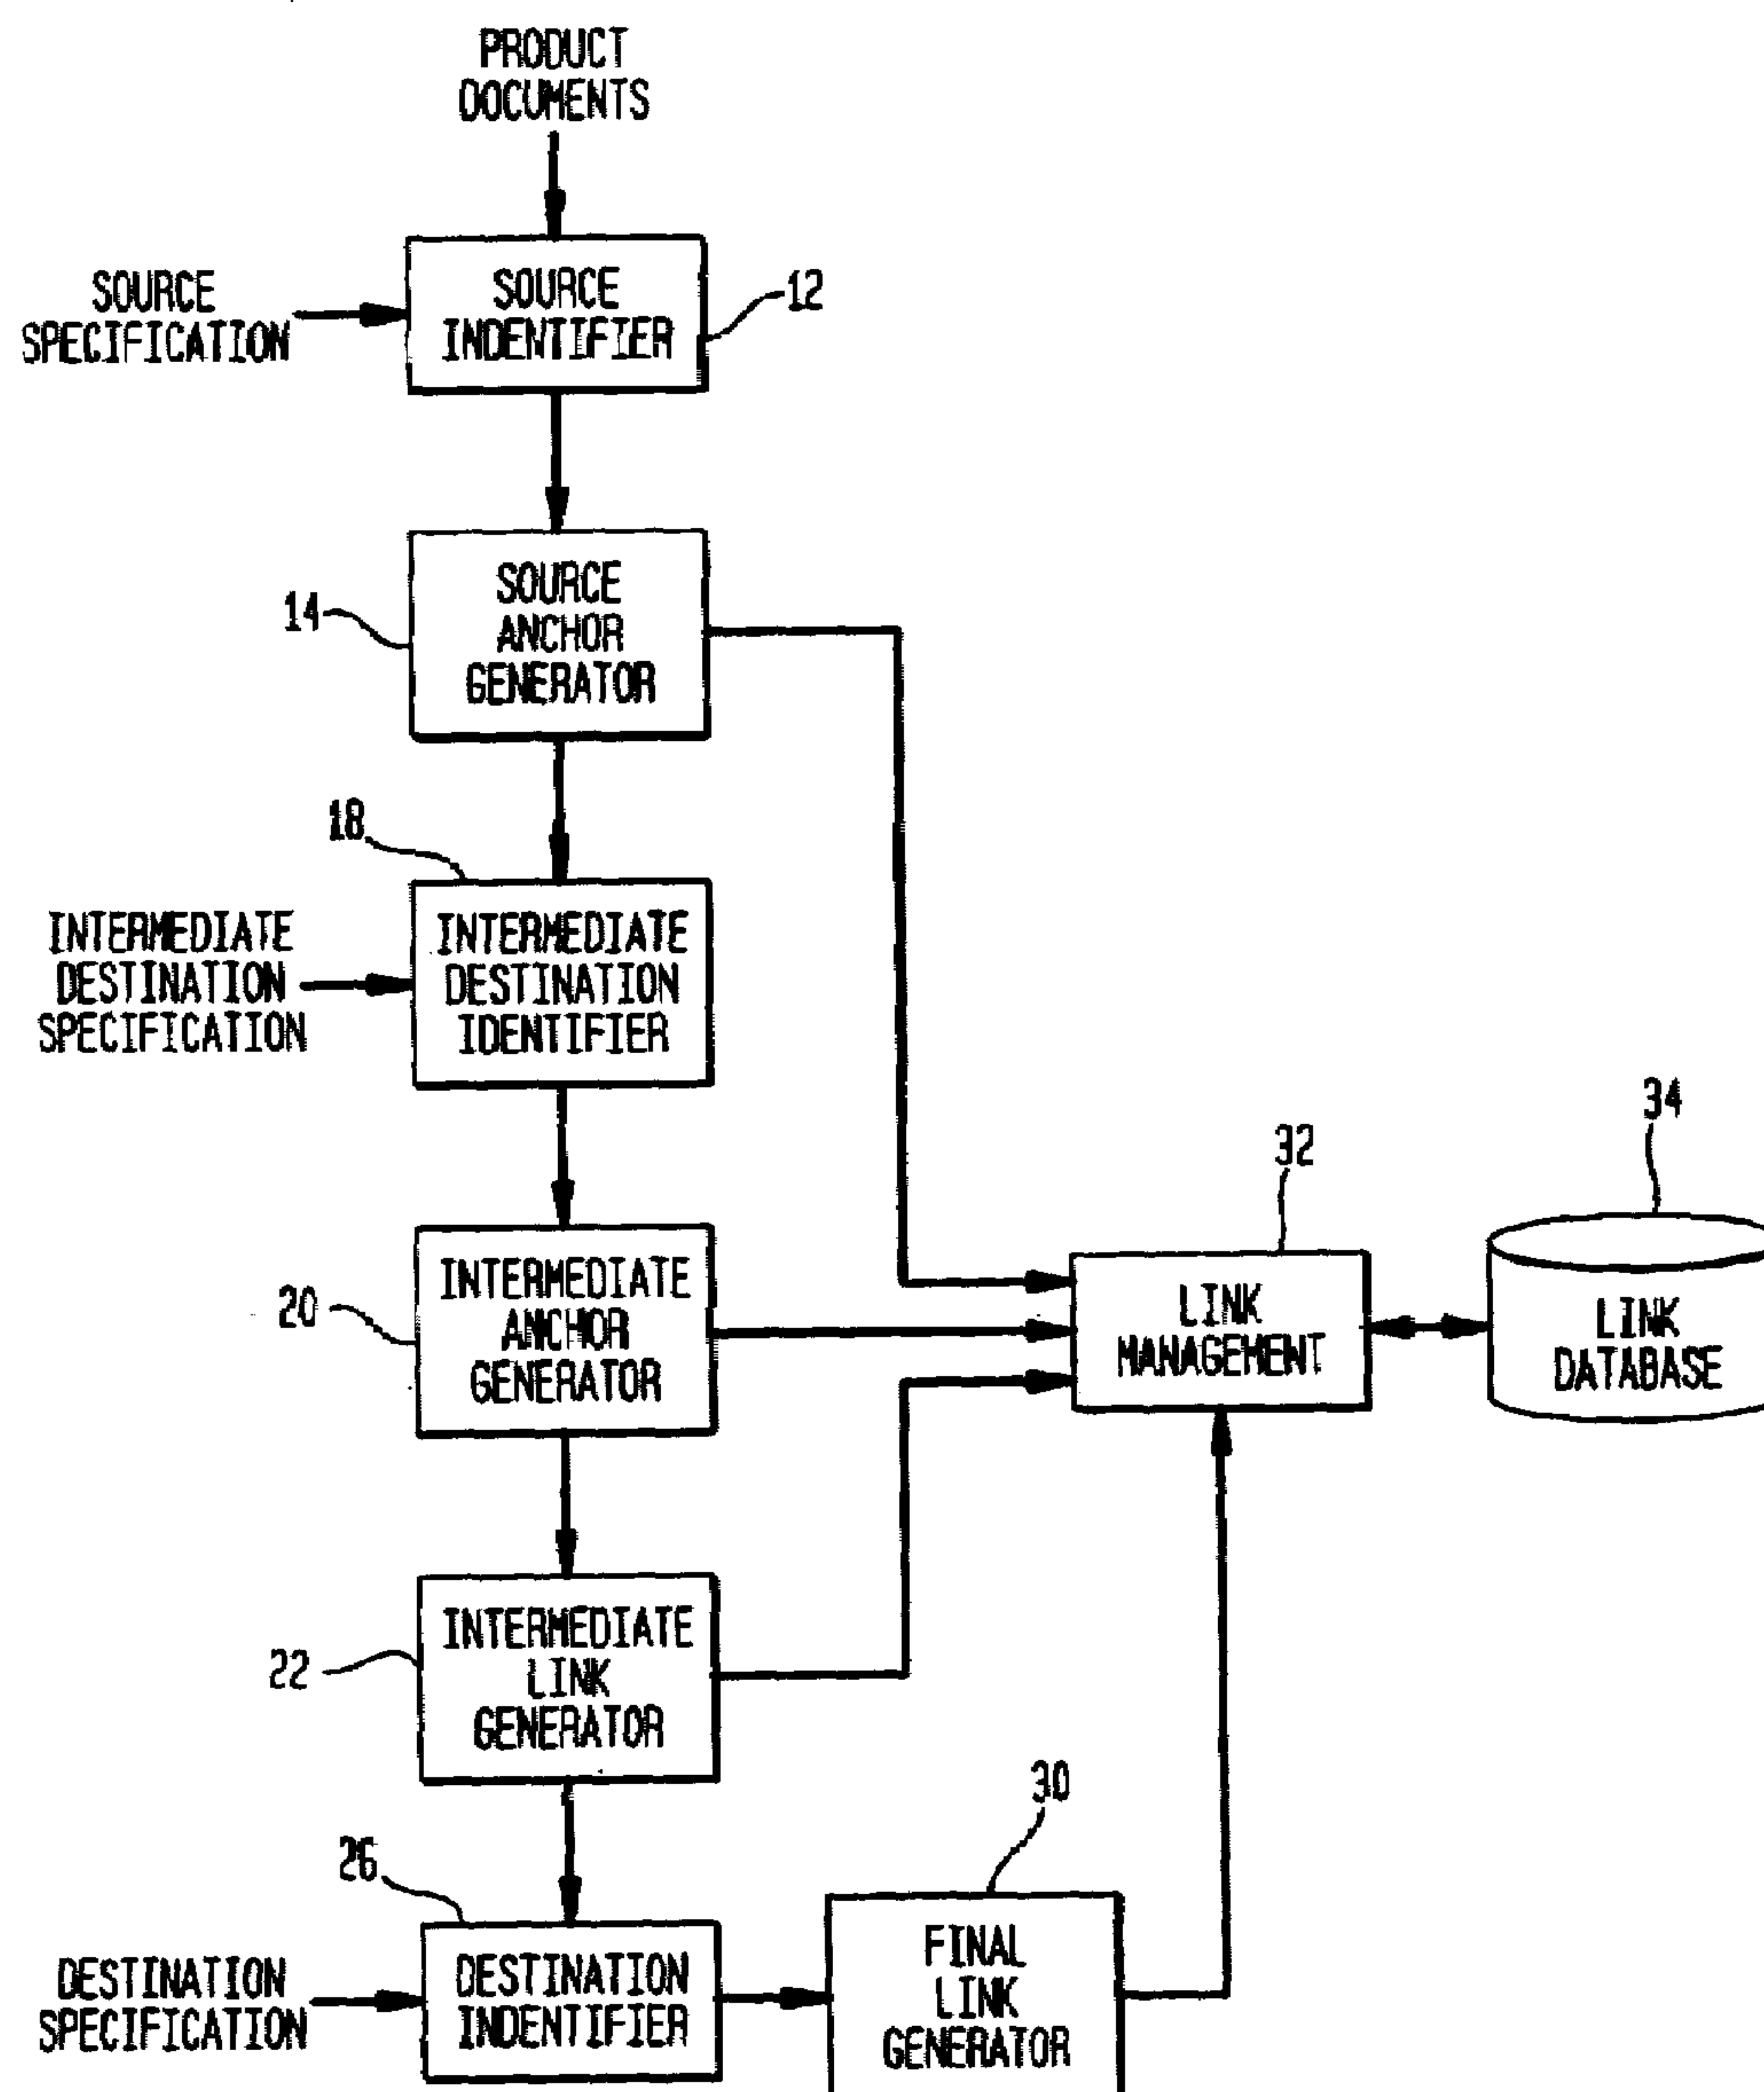 PRODUCT
DOCUMENTS
SOURCE
SPECIFICATION
SOURCE
INDENTIFIER
12
14
SOURCE
ANCHOR
GENERATOR
18
INTERMEDIATE
DESTINATION
SPECIFICATION
INTERMEDIATE
DESTINATION
IDENTIFIER
20
INTERMEDIATE
ANCHOR
GENERATOR
32
LINK
MANAGEMENT
34
LINK
DATABASE
22
INTERMEDIATE
LINK
GENERATOR
26
DESTINATION
SPECIFICATION
DESTINATION
INDENTIFIER
30
FINAL
LINK
GENERATOR